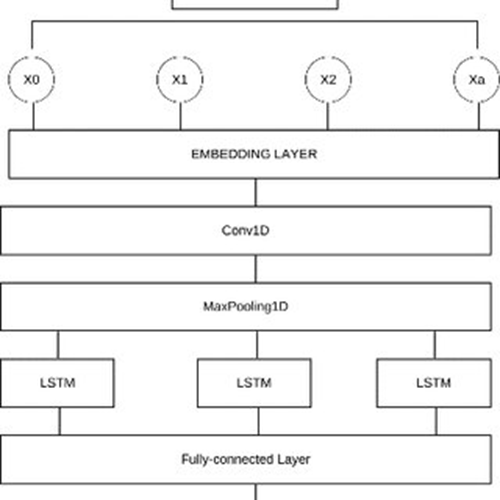 X0 X1 X2 Xa
EMBEDDING LAYER
Conv1D
MaxPooling1D
LSTM LSTM LSTM
Fully-connected Layer